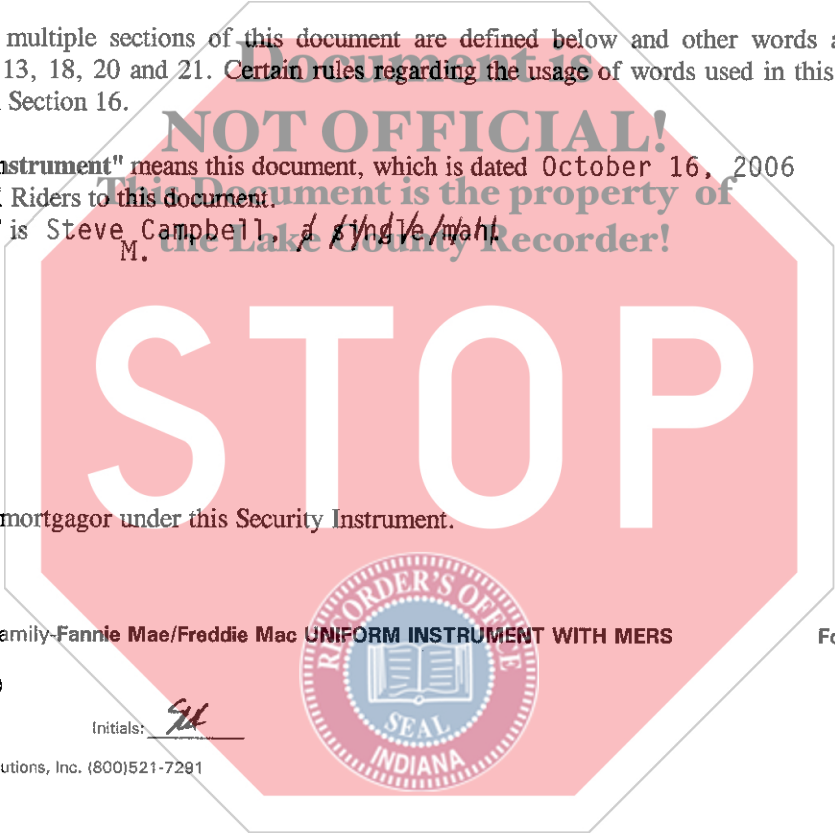 multiple sections of this document are defined below and other words a
Document is
13, 18, 20 and 21. Certain rules regarding the usage of words used in this
Section 16.
NOT OFFICIAL!
nstrument" means this document, which is dated October 16, 2006
Riders to this document.
This Document is the property of
is Steve M. Campbell, a single man
the Lake County Recorder!
STOP
mortgagor under this Security Instrument.
amily-Fannie Mae/Freddie Mac UNIFORM INSTRUMENT WITH MERS Fo
RECORDER'S OFFICE
SEAL
INDIANA
Initials:
utions, Inc. (800)521-7291